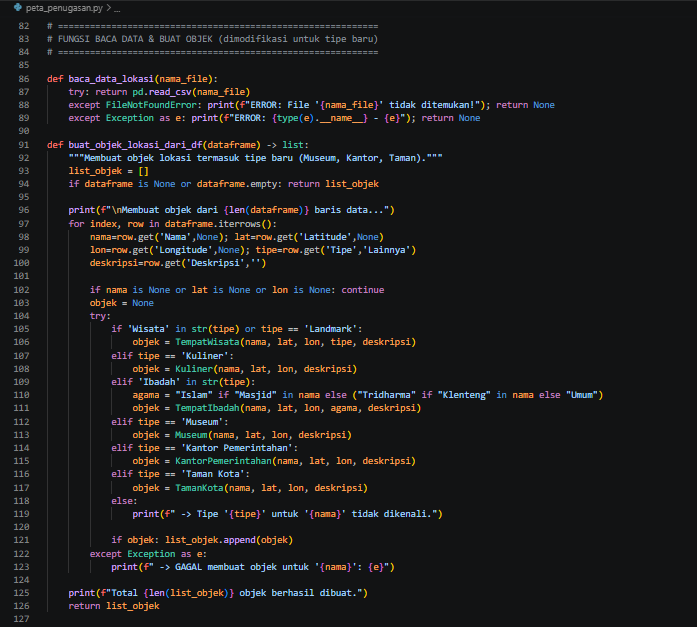 peta_penugasan.py > ...
82 # ============================================================
83 # FUNGSI BACA DATA & BUAT OBJEK (dimodifikasi untuk tipe baru)
84 # ============================================================
85
86 def baca_data_lokasi(nama_file):
87     try: return pd.read_csv(nama_file)
88     except FileNotFoundError: print(f"ERROR: File '{nama_file}' tidak ditemukan!"); return None
89     except Exception as e: print(f"ERROR: {type(e).__name__} - {e}"); return None
90
91 def buat_objek_lokasi_dari_df(dataframe) -> list:
92     """Membuat objek lokasi termasuk tipe baru (Museum, Kantor, Taman)."""
93     list_objek = []
94     if dataframe is None or dataframe.empty: return list_objek
95
96     print(f"\nMembuat objek dari {len(dataframe)} baris data...")
97     for index, row in dataframe.iterrows():
98         nama=row.get('Nama',None); lat=row.get('Latitude',None)
99         lon=row.get('Longitude',None); tipe=row.get('Tipe','Lainnya')
100         deskripsi=row.get('Deskripsi','')
101
102         if nama is None or lat is None or lon is None: continue
103         objek = None
104         try:
105             if 'Wisata' in str(tipe) or tipe == 'Landmark':
106                 objek = TempatWisata(nama, lat, lon, tipe, deskripsi)
107             elif tipe == 'Kuliner':
108                 objek = Kuliner(nama, lat, lon, deskripsi)
109             elif 'Ibadah' in str(tipe):
110                 agama = "Islam" if "Masjid" in nama else ("Tridharma" if "Klenteng" in nama else "Umum")
111                 objek = TempatIbadah(nama, lat, lon, agama, deskripsi)
112             elif tipe == 'Museum':
113                 objek = Museum(nama, lat, lon, deskripsi)
114             elif tipe == 'Kantor Pemerintahan':
115                 objek = KantorPemerintahan(nama, lat, lon, deskripsi)
116             elif tipe == 'Taman Kota':
117                 objek = TamanKota(nama, lat, lon, deskripsi)
118             else:
119                 print(f" -> Tipe '{tipe}' untuk '{nama}' tidak dikenali.")
120
121             if objek: list_objek.append(objek)
122         except Exception as e:
123             print(f" -> GAGAL membuat objek untuk '{nama}': {e}")
124
125     print(f"Total {len(list_objek)} objek berhasil dibuat.")
126     return list_objek
127